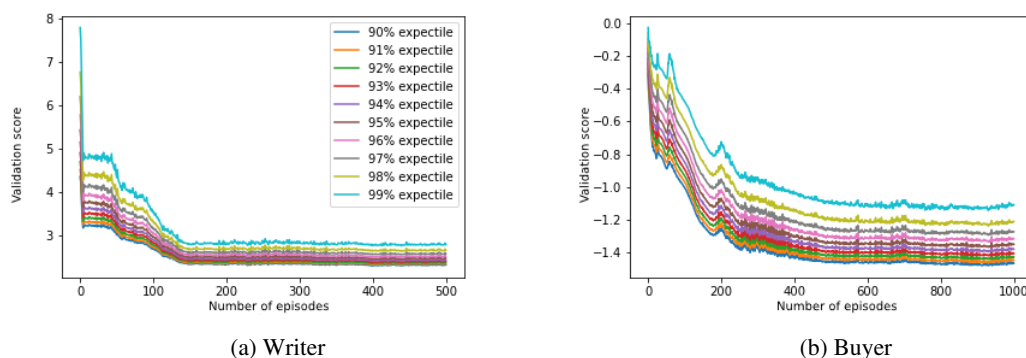 8
7
6
5
4
3
Validation score
0
100
200
300
400
500
Number of episodes
90% expectile
91% expectile
92% expectile
93% expectile
94% expectile
95% expectile
96% expectile
97% expectile
98% expectile
99% expectile
(a) Writer
0.0
−0.2
−0.4
−0.6
−0.8
−1.0
−1.2
−1.4
Validation score
0
200
400
600
800
1000
Number of episodes
(b) Buyer